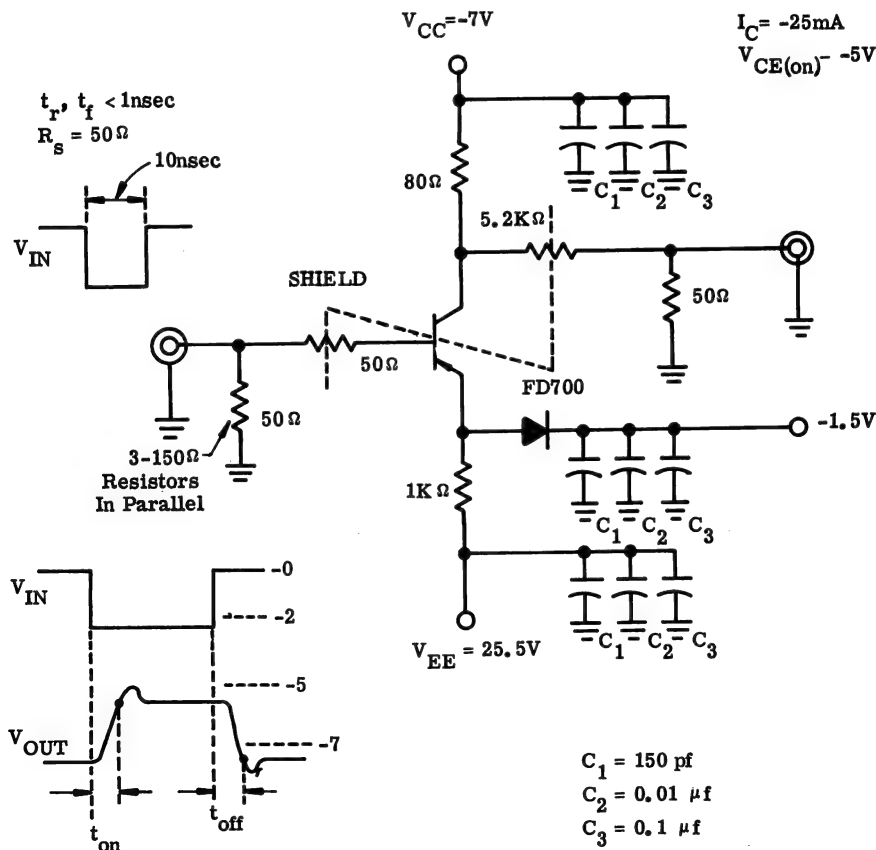 V_CC = -7V
I_C = -25mA
V_CE(on) - -5V
t_r, t_f < 1nsec
R_s = 50Ω
10nsec
V_IN
80Ω
C_1 C_2 C_3
5.2KΩ
SHIELD
50Ω
50Ω
50Ω
FD700
-1.5V
3-150Ω
Resistors
In Parallel
1KΩ
C_1 C_2 C_3
C_1 C_2 C_3
V_EE = 25.5V
V_IN
-0
-2
-5
V_OUT
-7
t_on
t_off
C_1 = 150 pf
C_2 = 0.01 μf
C_3 = 0.1 μf